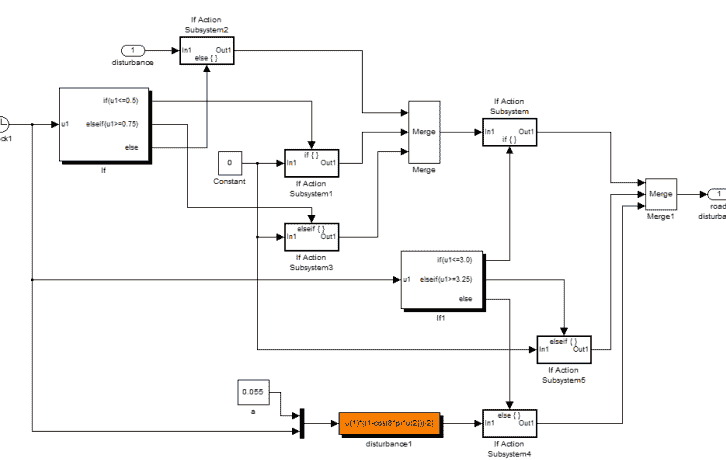 If Action
Subsystem2
1
In1
Out1
else { }
disturbance
if(u1<=0.5)
u1
elseif(u1>=0.75)
else
If
ck1
0
Constant
if { }
In1
Out1
If Action
Subsystem1
Merge
Merge
If Action
Subsystem
In1
Out1
if { }
Merge
Merge1
1
road
disturba
elseif { }
In1
Out1
If Action
Subsystem3
if(u1<=3.0)
u1
elseif(u1>=3.25)
else
If1
elseif { }
In1
Out1
If Action
Subsystem5
0.055
a
disturbance1
else { }
In1
Out1
If Action
Subsystem4